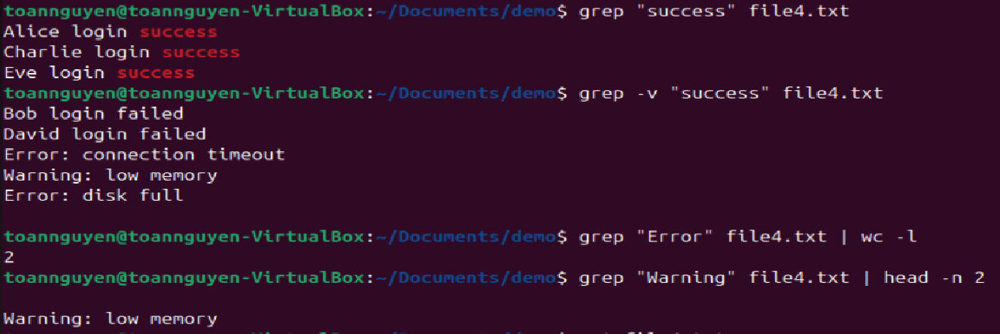 toannguyen@toannguyen-VirtualBox:~/Documents/demo$ grep "success" file4.txt
Alice login success
Charlie login success
Eve login success
toannguyen@toannguyen-VirtualBox:~/Documents/demo$ grep -v "success" file4.txt
Bob login failed
David login failed
Error: connection timeout
Warning: low memory
Error: disk full
toannguyen@toannguyen-VirtualBox:~/Documents/demo$ grep "Error" file4.txt | wc -l
2
toannguyen@toannguyen-VirtualBox:~/Documents/demo$ grep "Warning" file4.txt | head -n 2
Warning: low memory